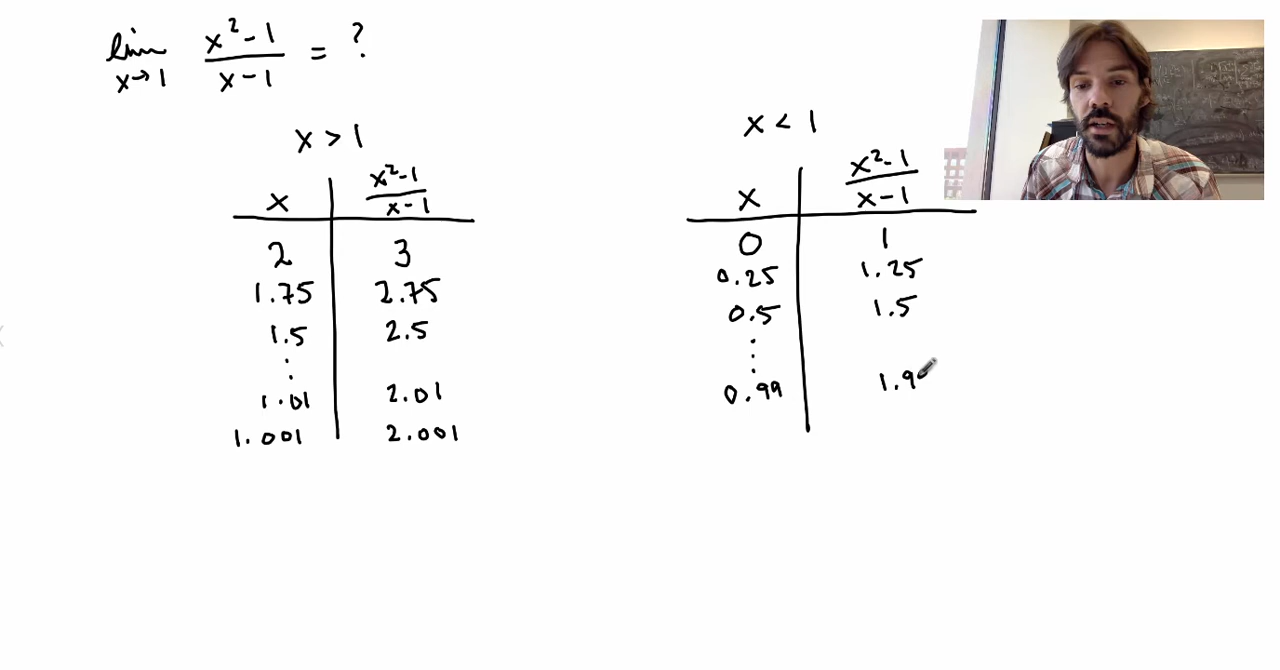 lim x→1 (x²-1)/(x-1) = ?
x > 1
x | (x²-1)/(x-1)
2 | 3
1.75 | 2.75
1.5 | 2.5
⋮
1.01 | 2.01
1.001 | 2.001
x < 1
x | (x²-1)/(x-1)
0 | 1
0.25 | 1.25
0.5 | 1.5
⋮
0.99 | 1.9